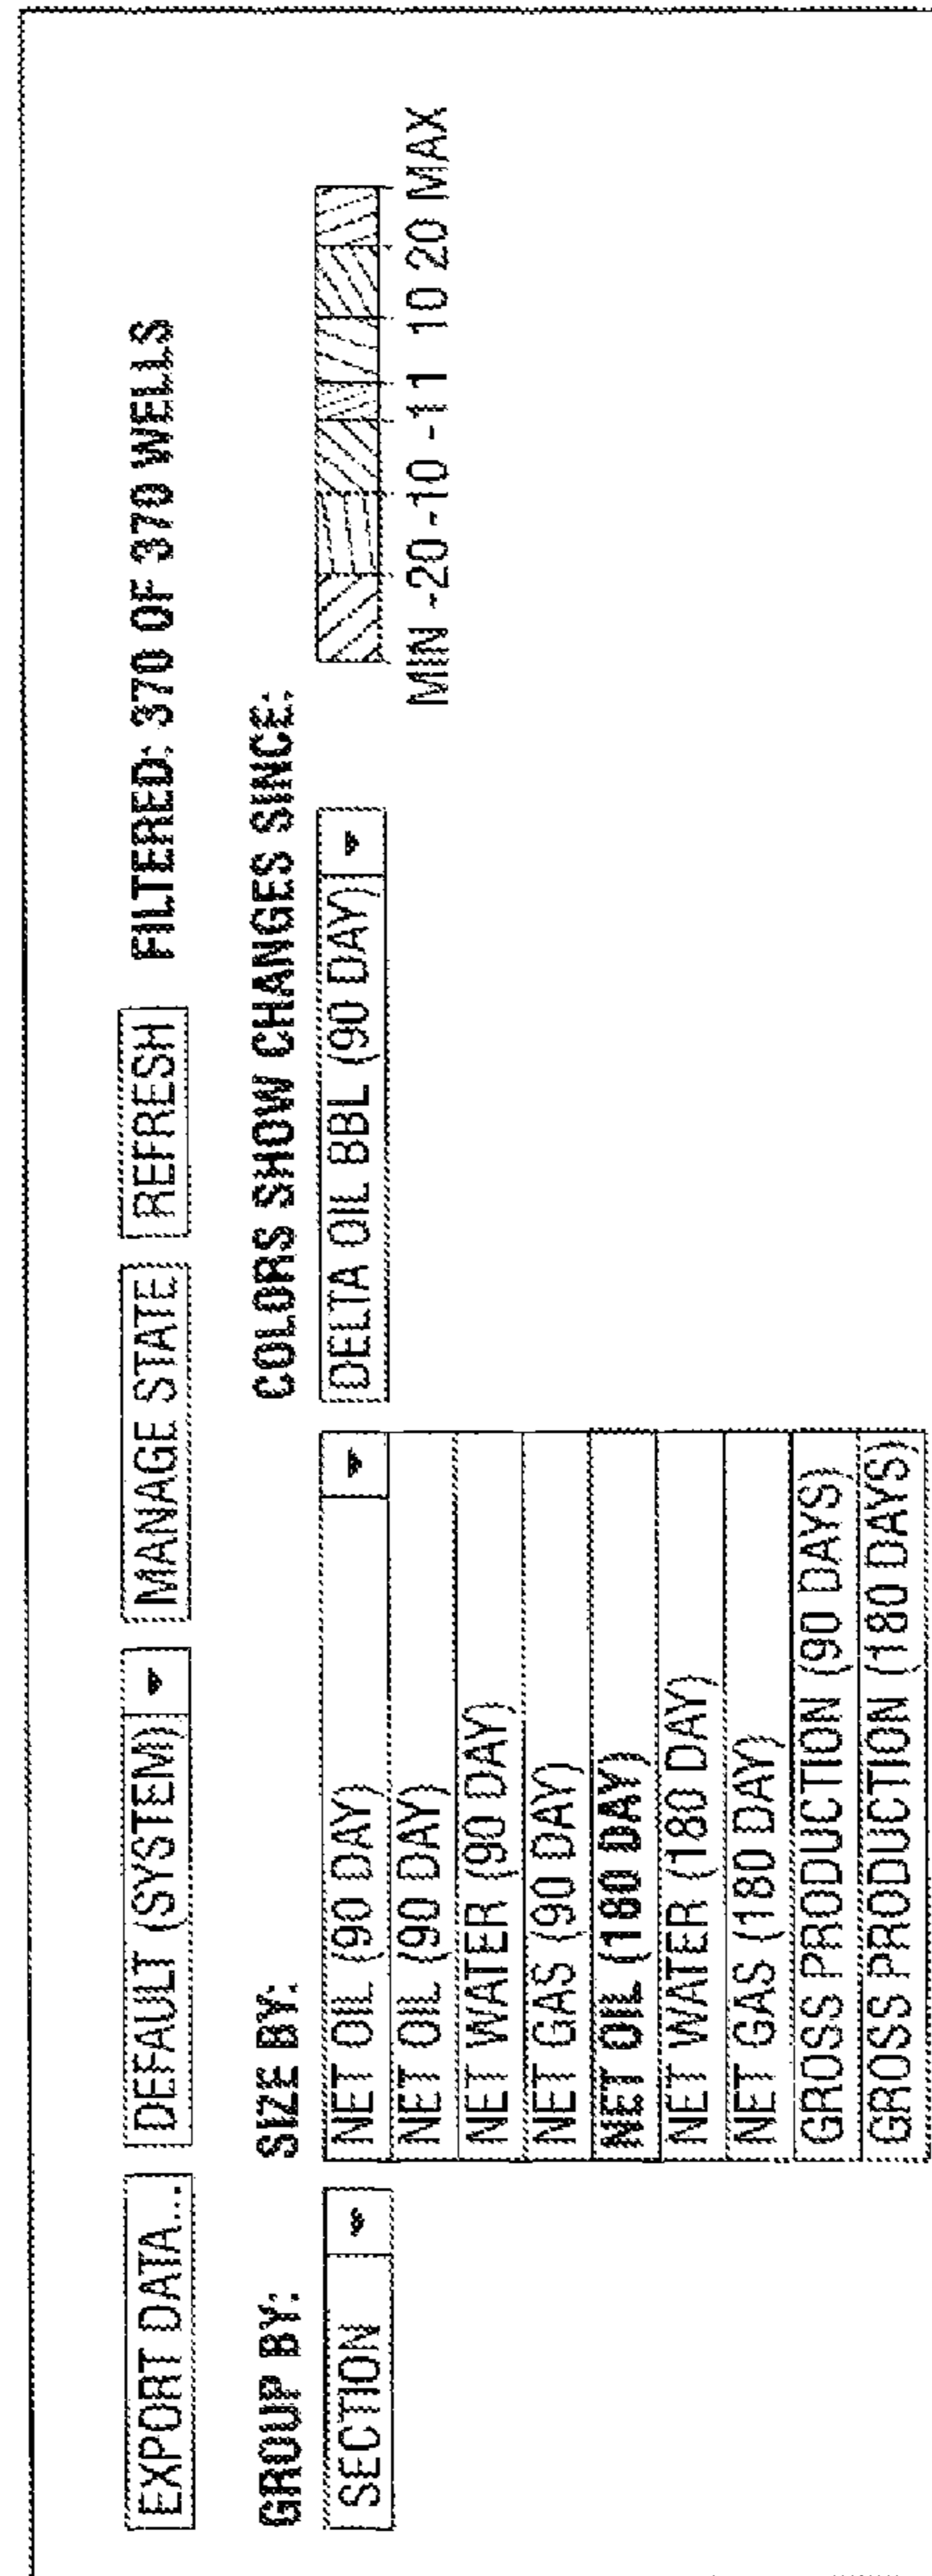 EXPORT DATA... DEFAULT (SYSTEM) MANAGE STATE REFRESH FILTERED: 370 OF 370 WELLS
GROUP BY: SIZE BY: COLORS SHOW CHANGES SINCE:
SECTION NET OIL (90 DAY) DELTA OIL BBL (90 DAY)
NET OIL (90 DAY) MIN -20 -10 -1 1 10 20 MAX
NET WATER (90 DAY)
NET GAS (90 DAY)
NET OIL (180 DAY)
NET WATER (180 DAY)
NET GAS (180 DAY)
GROSS PRODUCTION (90 DAYS)
GROSS PRODUCTION (180 DAYS)